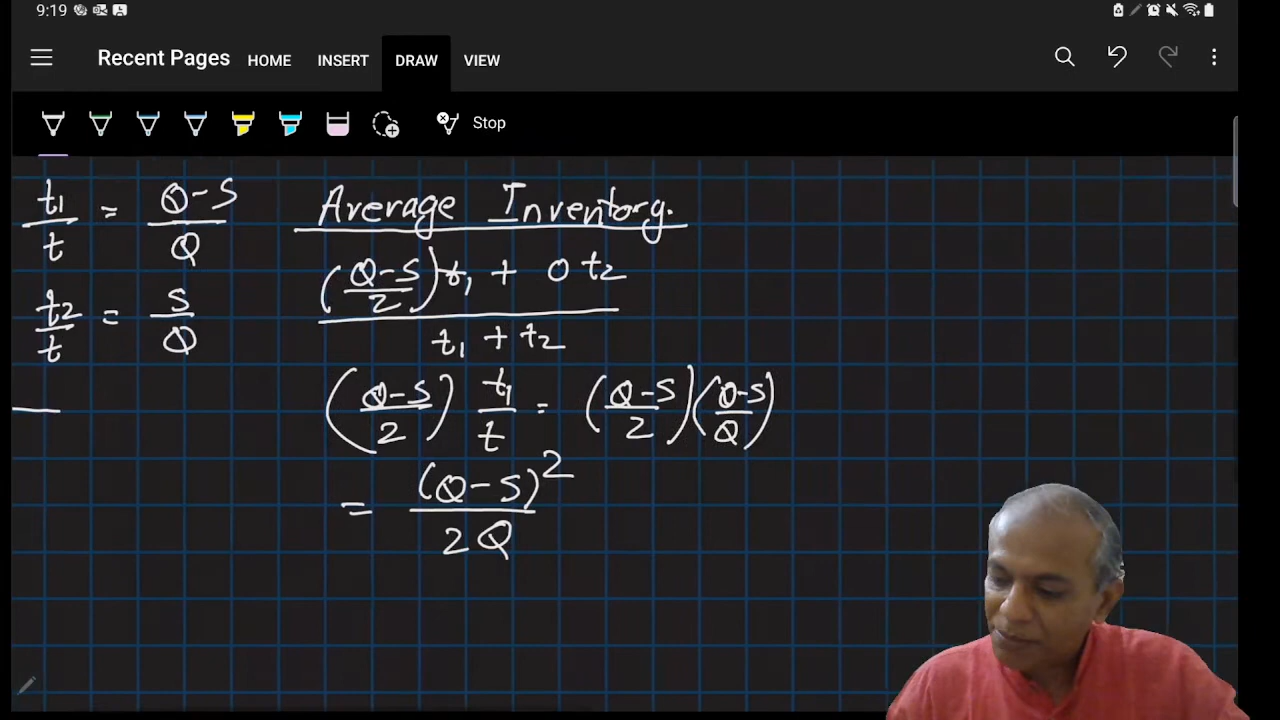 9:19
Recent Pages HOME INSERT DRAW VIEW
Stop
t1/t = Q-S/Q
t2/t = S/Q
Average Inventory.
(Q-S/2)t1 + 0 t2
t1 + t2
(Q-S/2) t1/t = (Q-S/2)(Q-S/Q)
= (Q-S)²/2Q